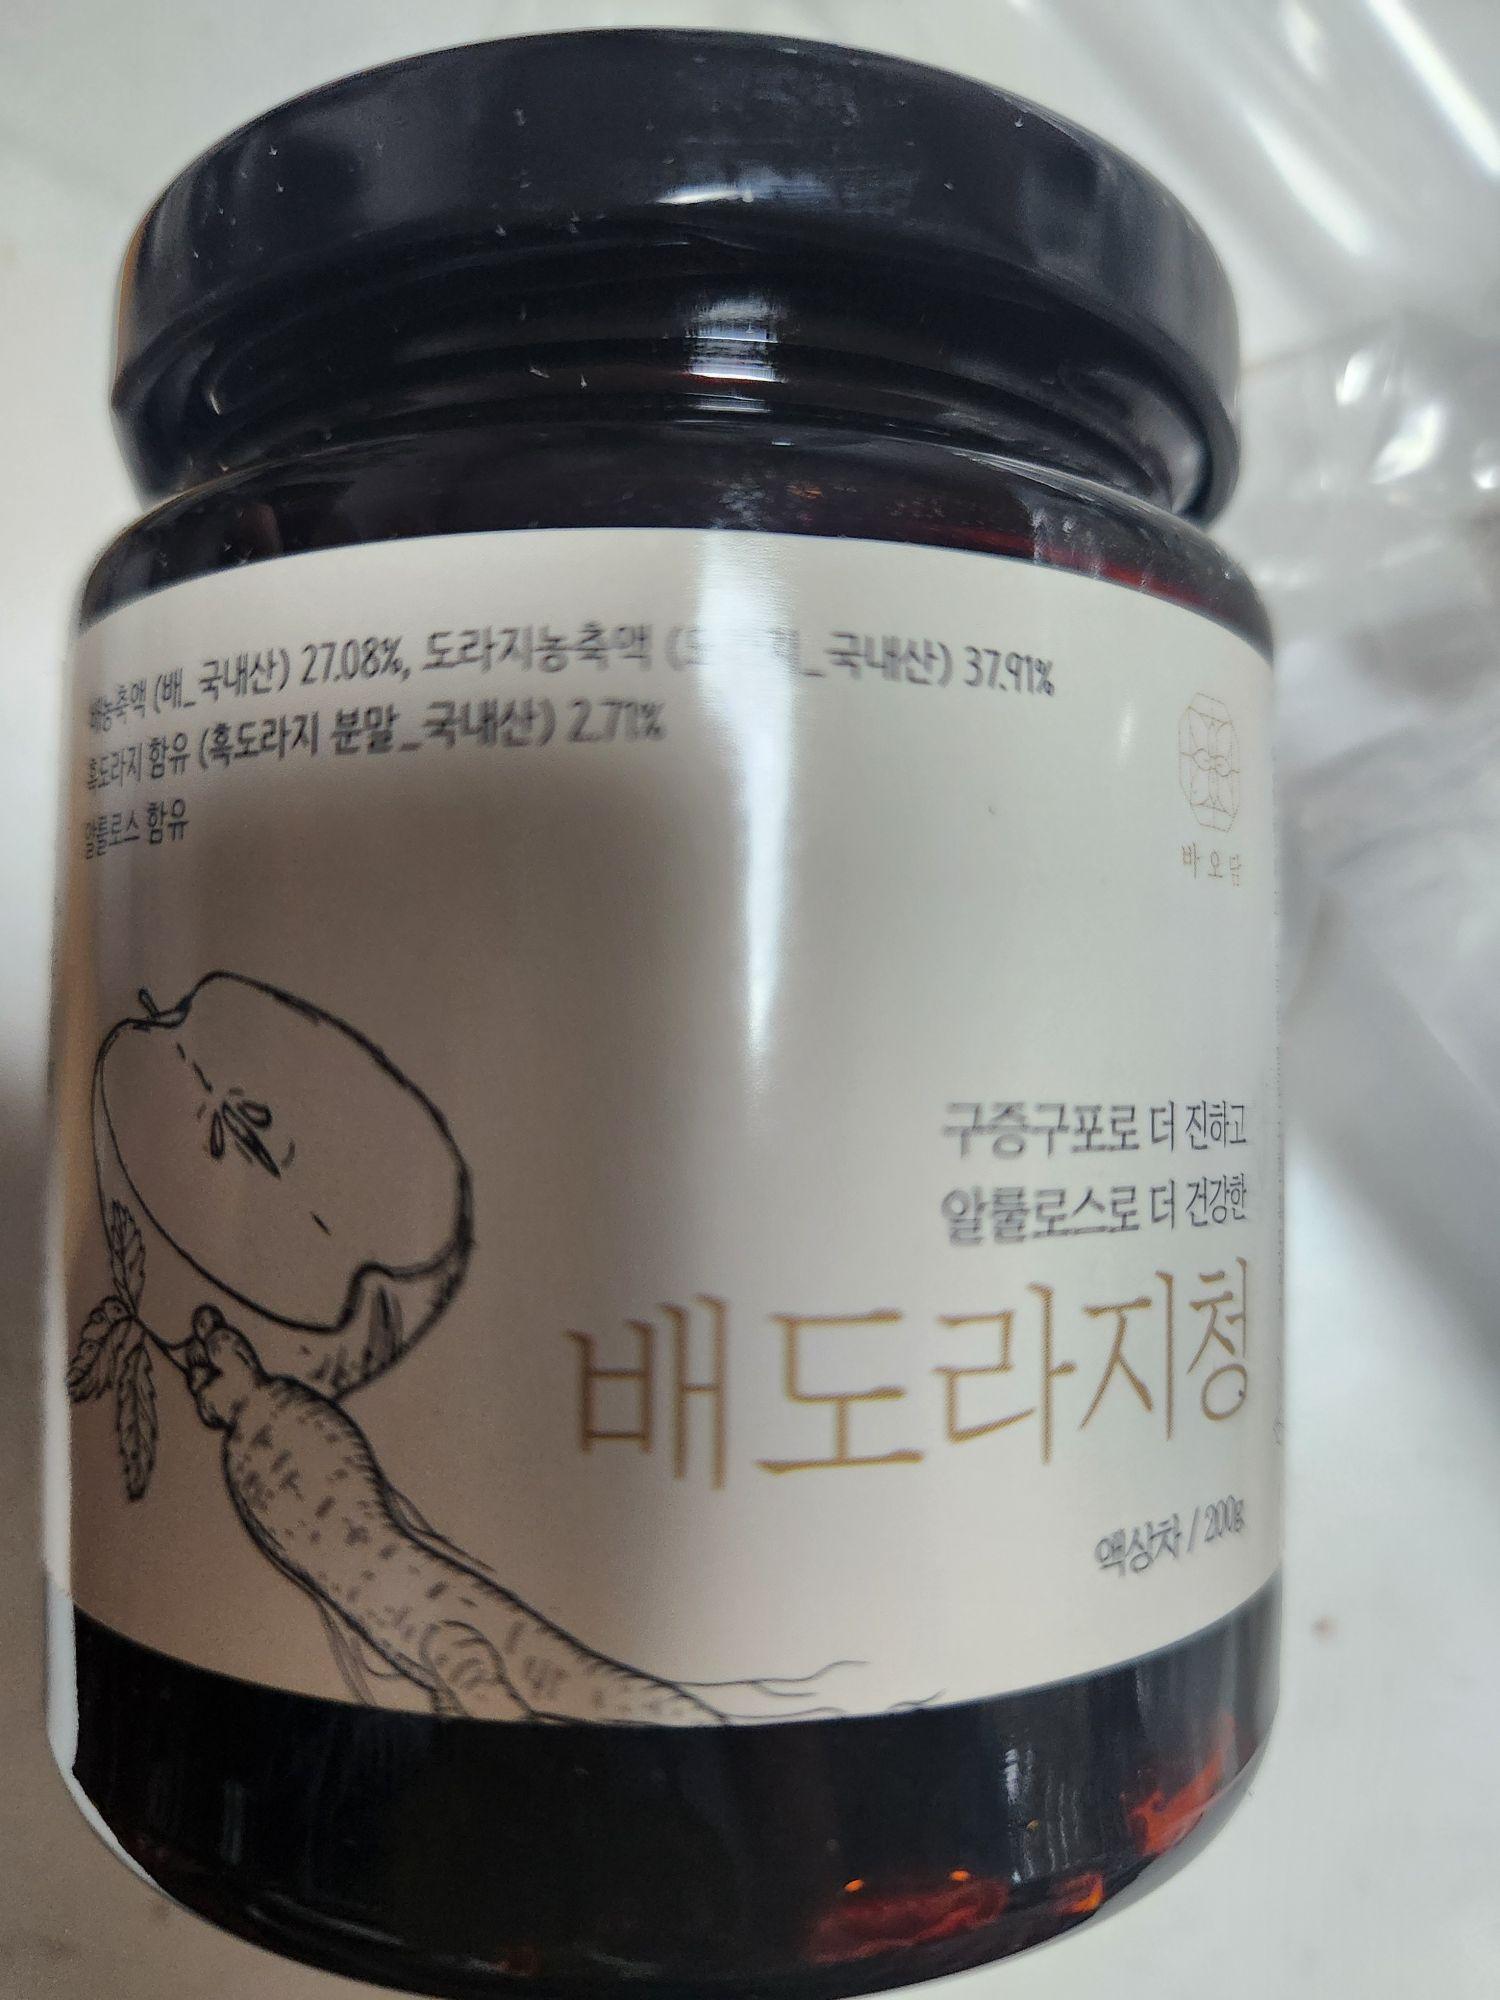 배농축액 (배_국내산) 27.08%, 도라지농축액 국내산) 37.91%
흑도라지 함유 (흑도라지 분말_국내산) 2.71%
알룰로스 함유
바오담
구증구포로 더 진하고
알룰로스로 더 건강한
배도라지청
액상차 / 200g